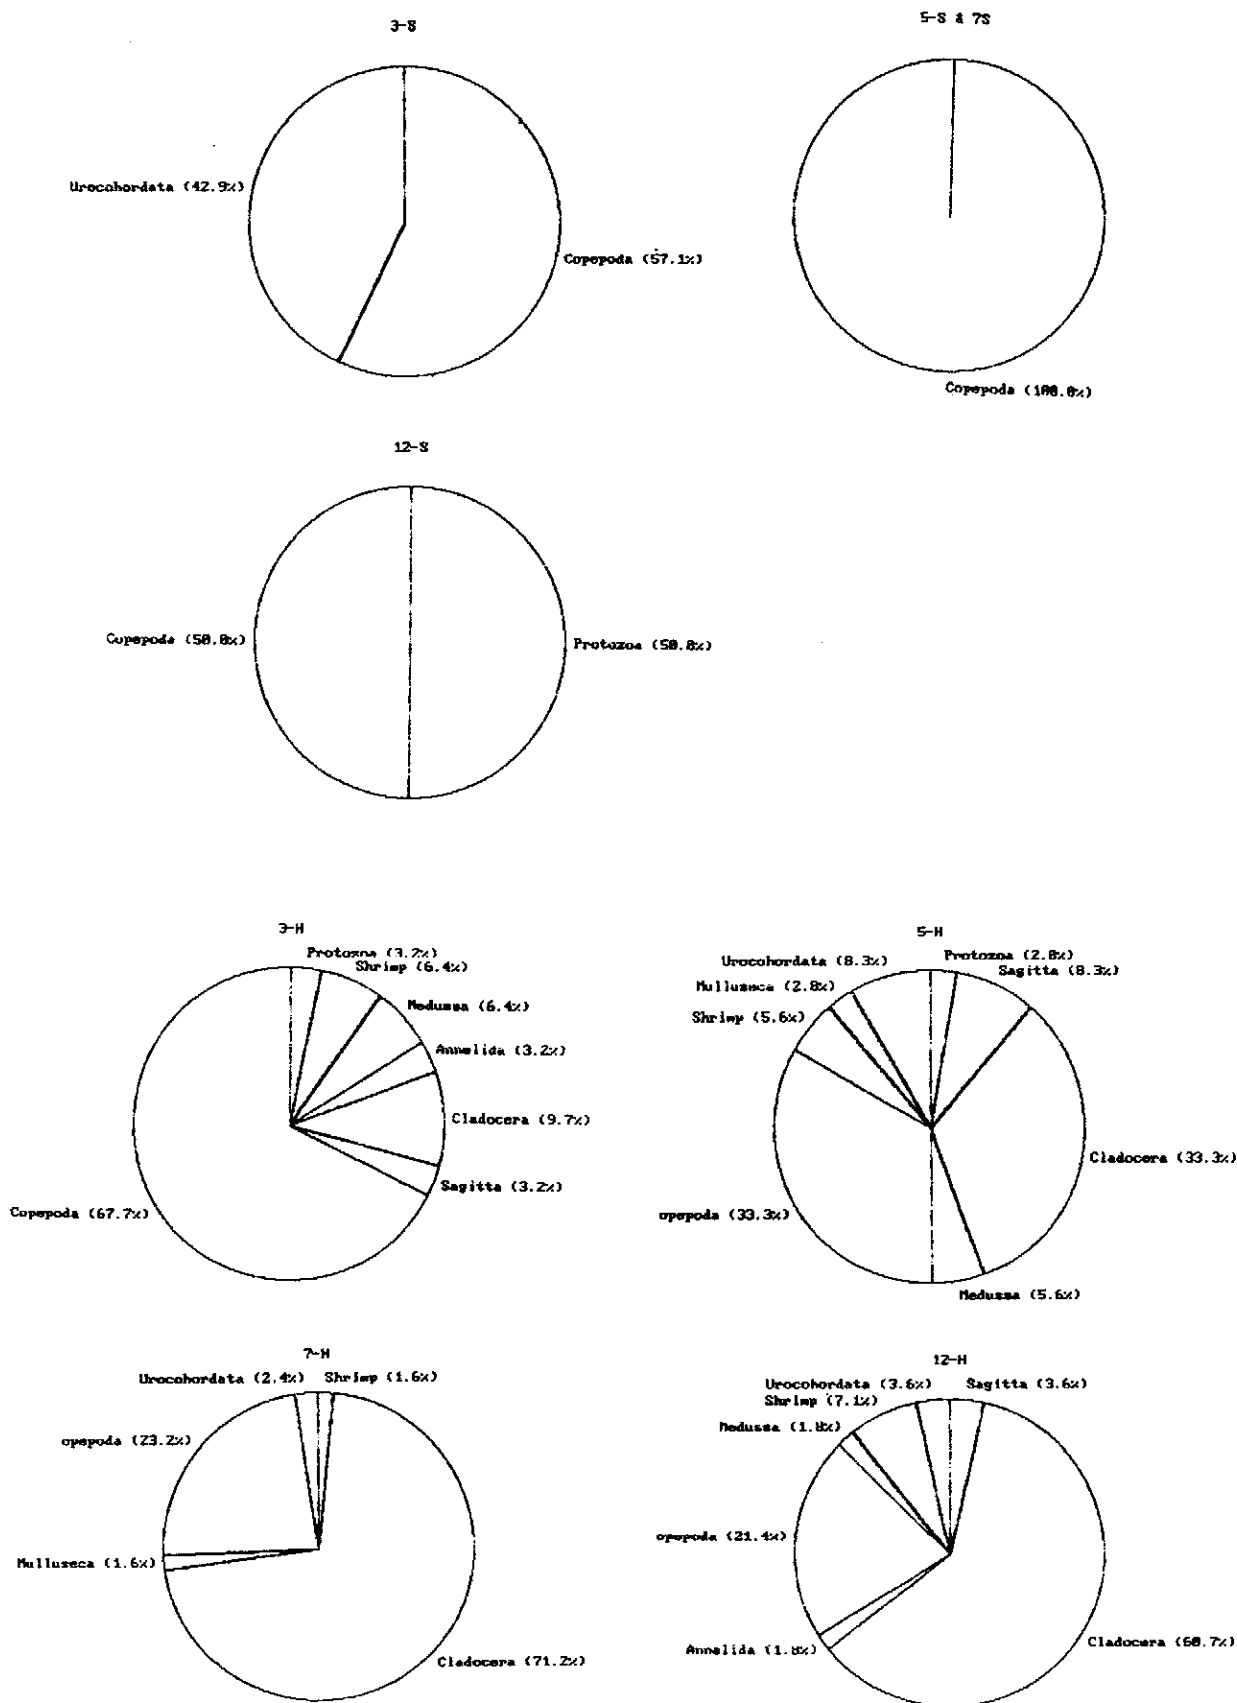 3-S
5-S & 7S
Urocohordata (42.9%)
Copepoda (57.1%)
Copepoda (100.0%)
12-S
Copepoda (50.0%)
Protozoa (50.0%)
3-H
Protozoa (3.2%)
Shrimp (6.4%)
Medussa (6.4%)
Annelida (3.2%)
Cladocera (9.7%)
Sagitta (3.2%)
Copepoda (67.7%)
5-H
Urocohordata (8.3%)
Protozoa (2.8%)
Sagitta (8.3%)
Mulluseca (2.8%)
Shrimp (5.6%)
Cladocera (33.3%)
opepoda (33.3%)
Medussa (5.6%)
7-H
Urocohordata (2.4%)
Shrimp (1.6%)
opepoda (23.2%)
Mulluseca (1.6%)
Cladocera (71.2%)
12-H
Urocohordata (3.6%)
Sagitta (3.6%)
Shrimp (7.1%)
Medussa (1.8%)
opepoda (21.4%)
Annelida (1.8%)
Cladocera (60.7%)